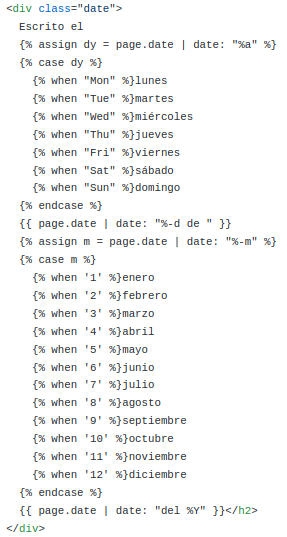 <div class="date">
  Escrito el
  {% assign dy = page.date | date: "%a" %}
  {% case dy %}
    {% when "Mon" %}lunes
    {% when "Tue" %}martes
    {% when "Wed" %}miércoles
    {% when "Thu" %}jueves
    {% when "Fri" %}viernes
    {% when "Sat" %}sábado
    {% when "Sun" %}domingo
  {% endcase %}
  {{ page.date | date: "%-d de " }}
  {% assign m = page.date | date: "%-m" %}
  {% case m %}
    {% when '1' %}enero
    {% when '2' %}febrero
    {% when '3' %}marzo
    {% when '4' %}abril
    {% when '5' %}mayo
    {% when '6' %}junio
    {% when '7' %}julio
    {% when '8' %}agosto
    {% when '9' %}septiembre
    {% when '10' %}octubre
    {% when '11' %}noviembre
    {% when '12' %}diciembre
  {% endcase %}
  {{ page.date | date: "del %Y" }}</h2>
</div>